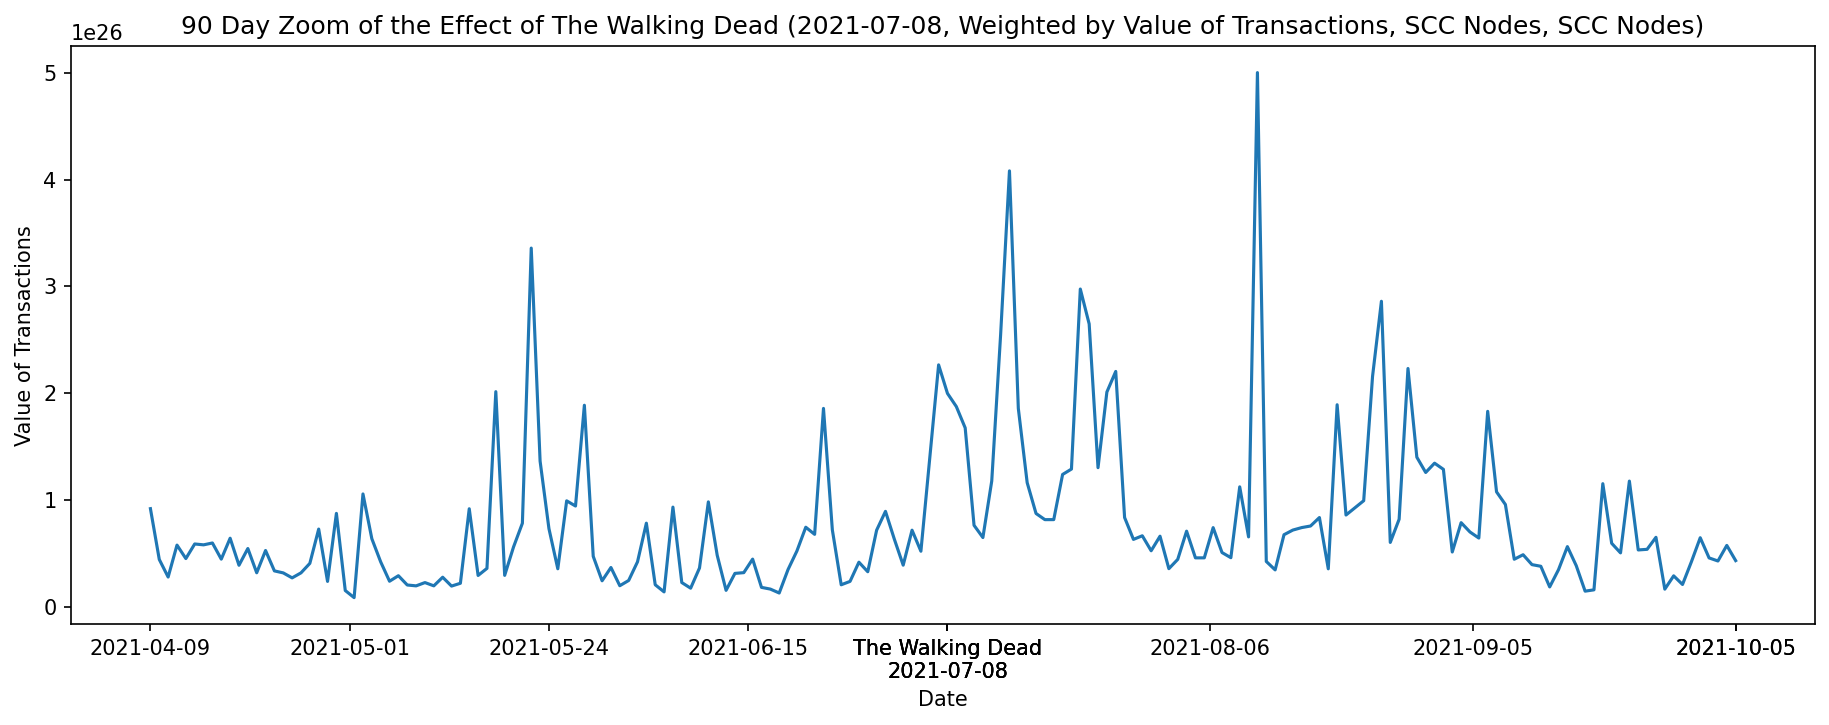 90 Day Zoom of the Effect of The Walking Dead (2021-07-08, Weighted by Value of Transactions, SCC Nodes, SCC Nodes)
1e26
5
4
3
2
1
0
Value of Transactions
2021-04-09 2021-05-01 2021-05-24 2021-06-15 The Walking Dead 2021-08-06 2021-09-05 2021-10-05
2021-07-08
Date